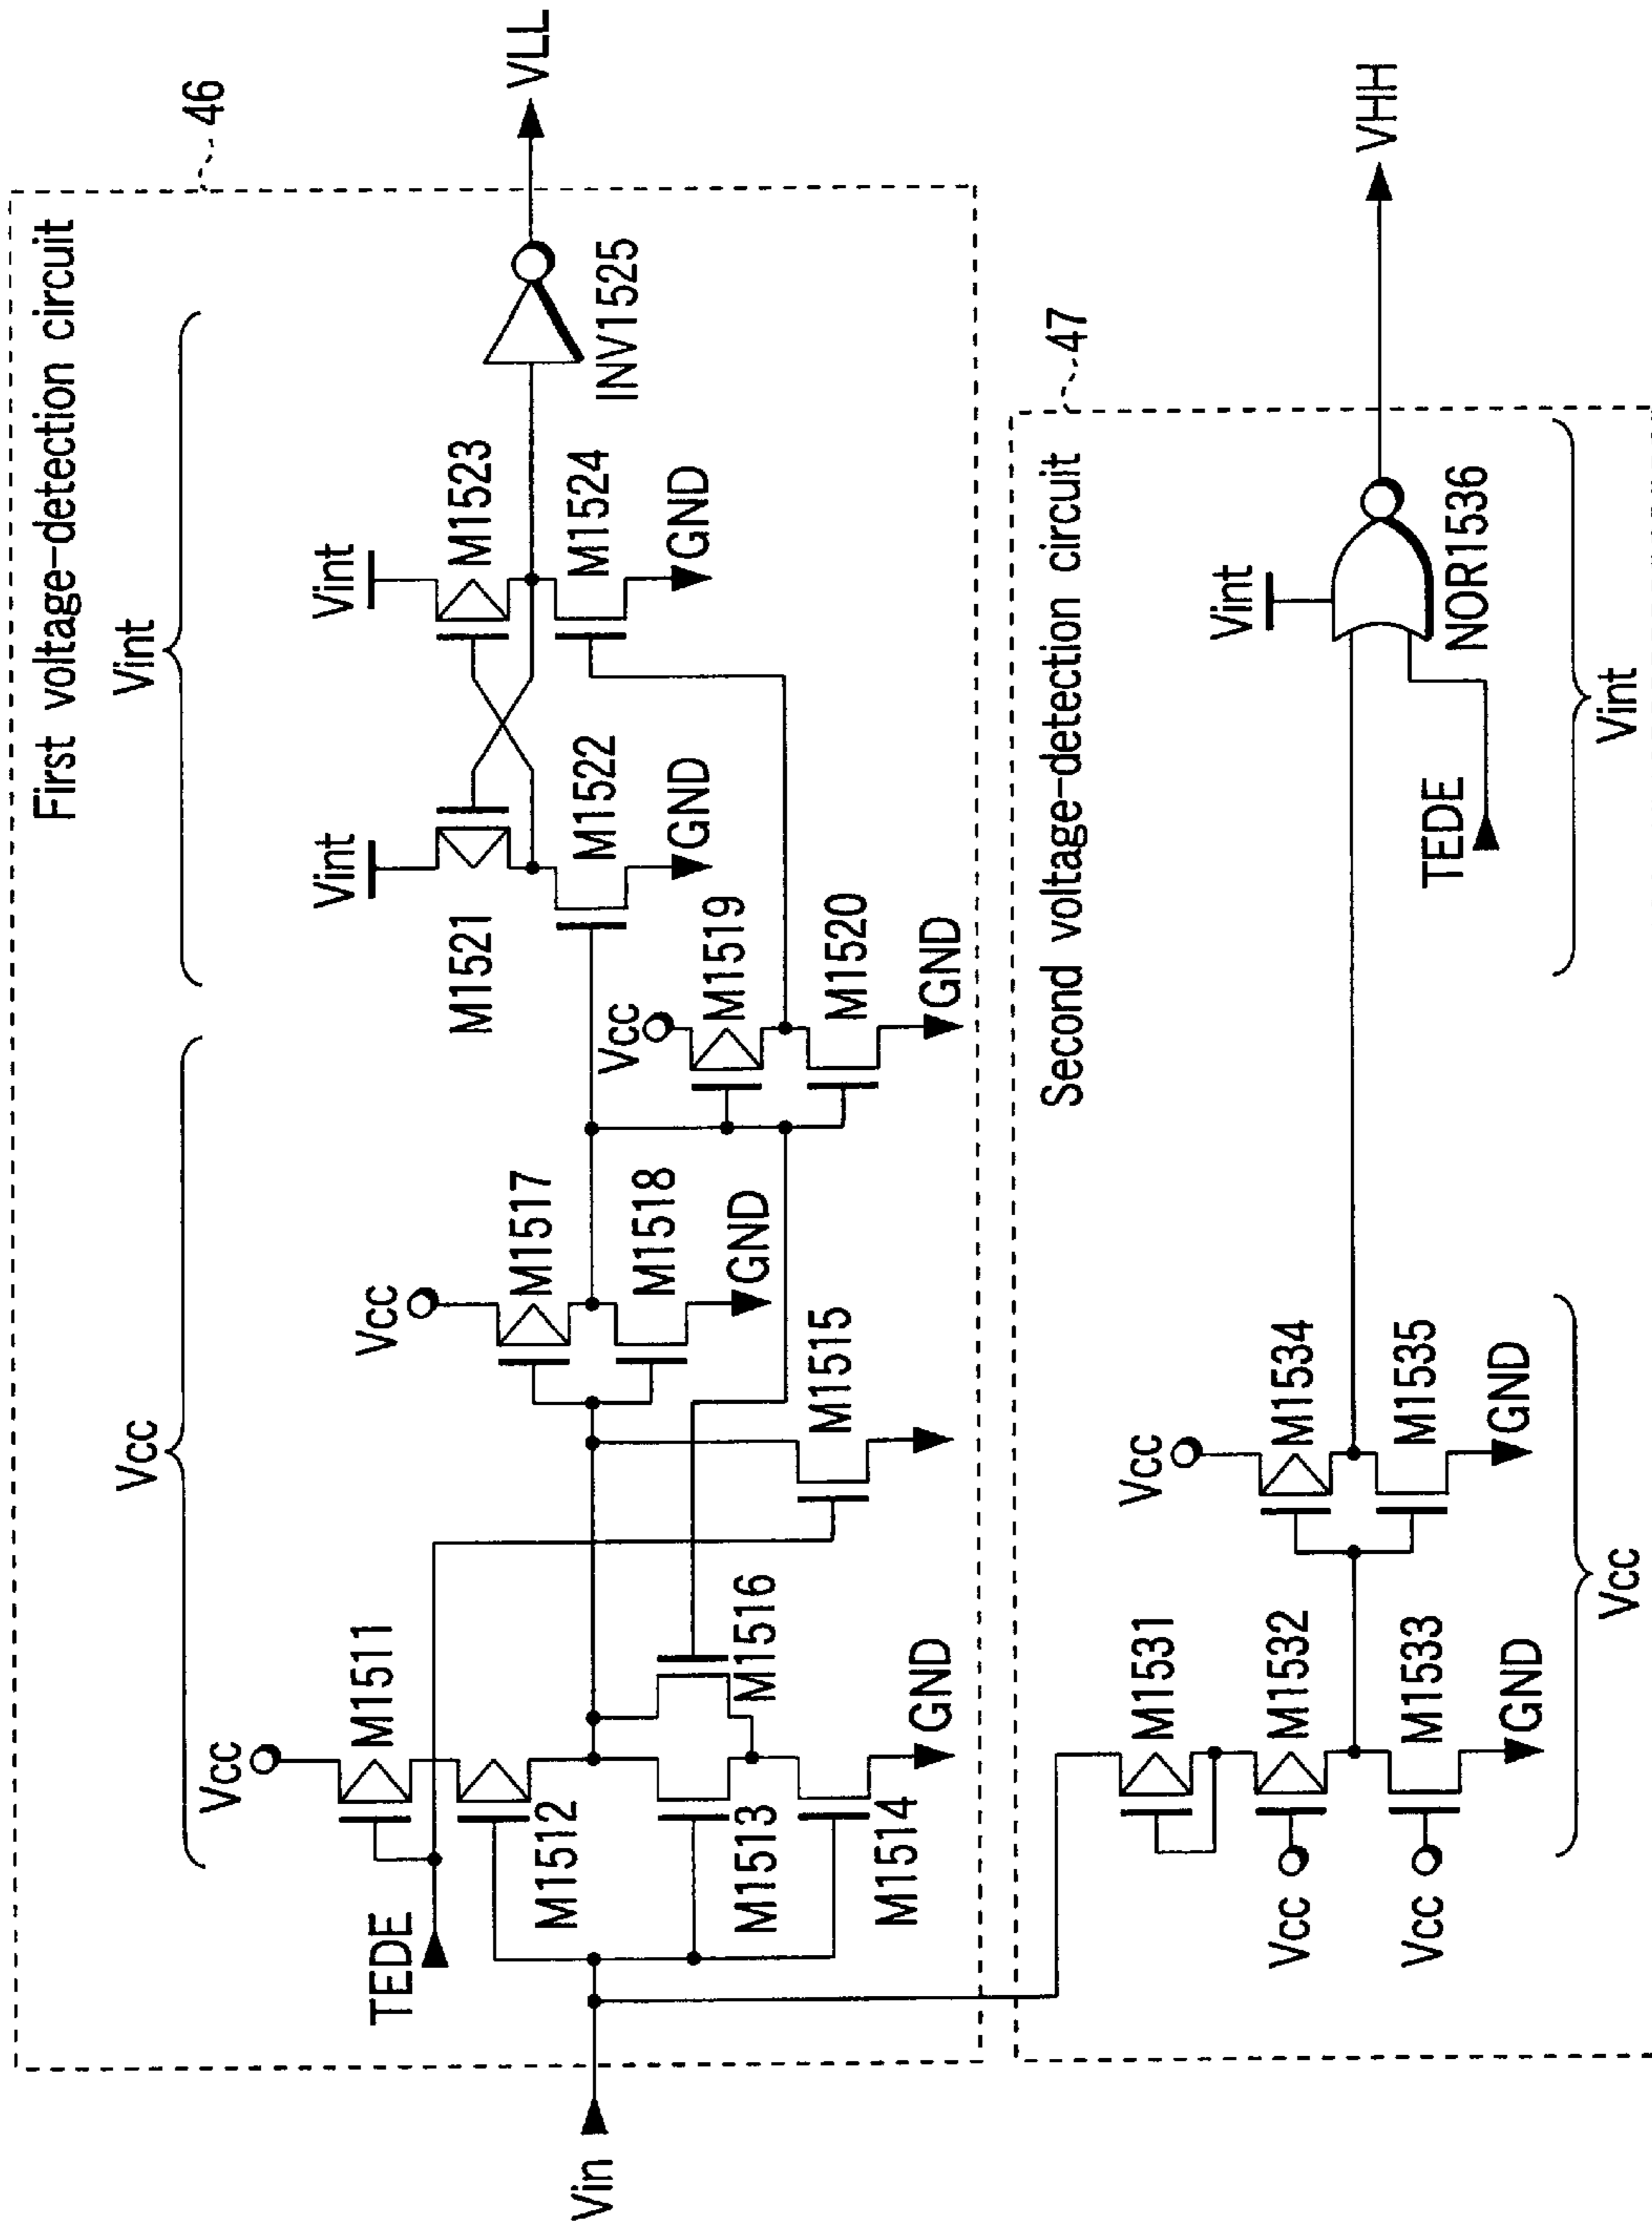 First voltage-detection circuit
46
Vcc
Vint
Vcc
M1511
TEDE
M1512
M1513
M1514
GND
M1516
M1515
Vcc
M1517
M1518
GND
Vcc
M1519
M1520
GND
Vint
M1521
M1522
GND
Vint
M1523
M1524
GND
INV1525
VLL
Vin
Second voltage-detection circuit
47
M1531
Vcc
M1532
Vcc
M1533
GND
Vcc
M1534
M1535
GND
Vint
TEDE
NOR1536
VHH
Vcc
Vint